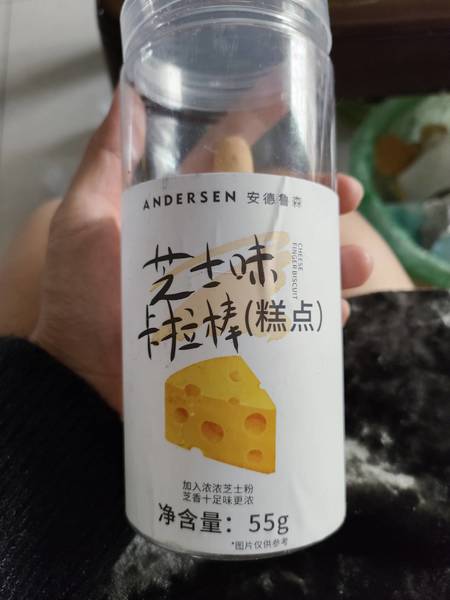 ANDERSEN 安德鲁森
芝士味
卡拉棒(糕点)
CHEESE
FINGER BISCUIT
加入浓浓芝士粉
芝香十足味更浓
净含量：55g
*图片仅供参考